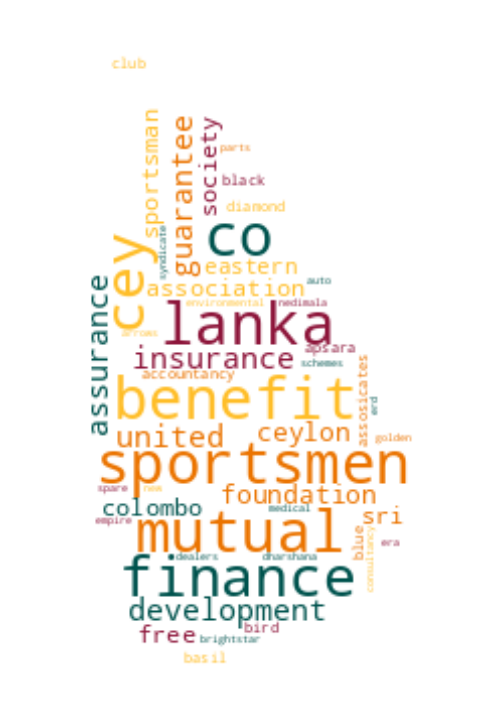 club
sportsman
guarantee
society
parts
black
diamond
syndicate
co
cey
eastern
auto
association
environmental
nedimala
assurance
lanka
arroms
apsara
insurance
schemes
accountancy
assosicates
benefit
erd
united
ceylon
golden
sportsmen
spare
new
foundation
colombo
medical
sri
empire
mutual
blue
consultancy
era
dealers
dharshana
finance
development
free
bird
brightstar
basil